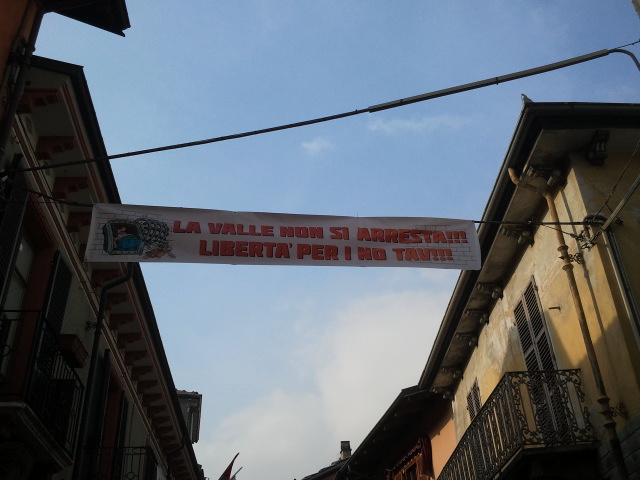 LA VALLE NON SI ARRESTA!!!
LIBERTA' PER I NO TAV!!!